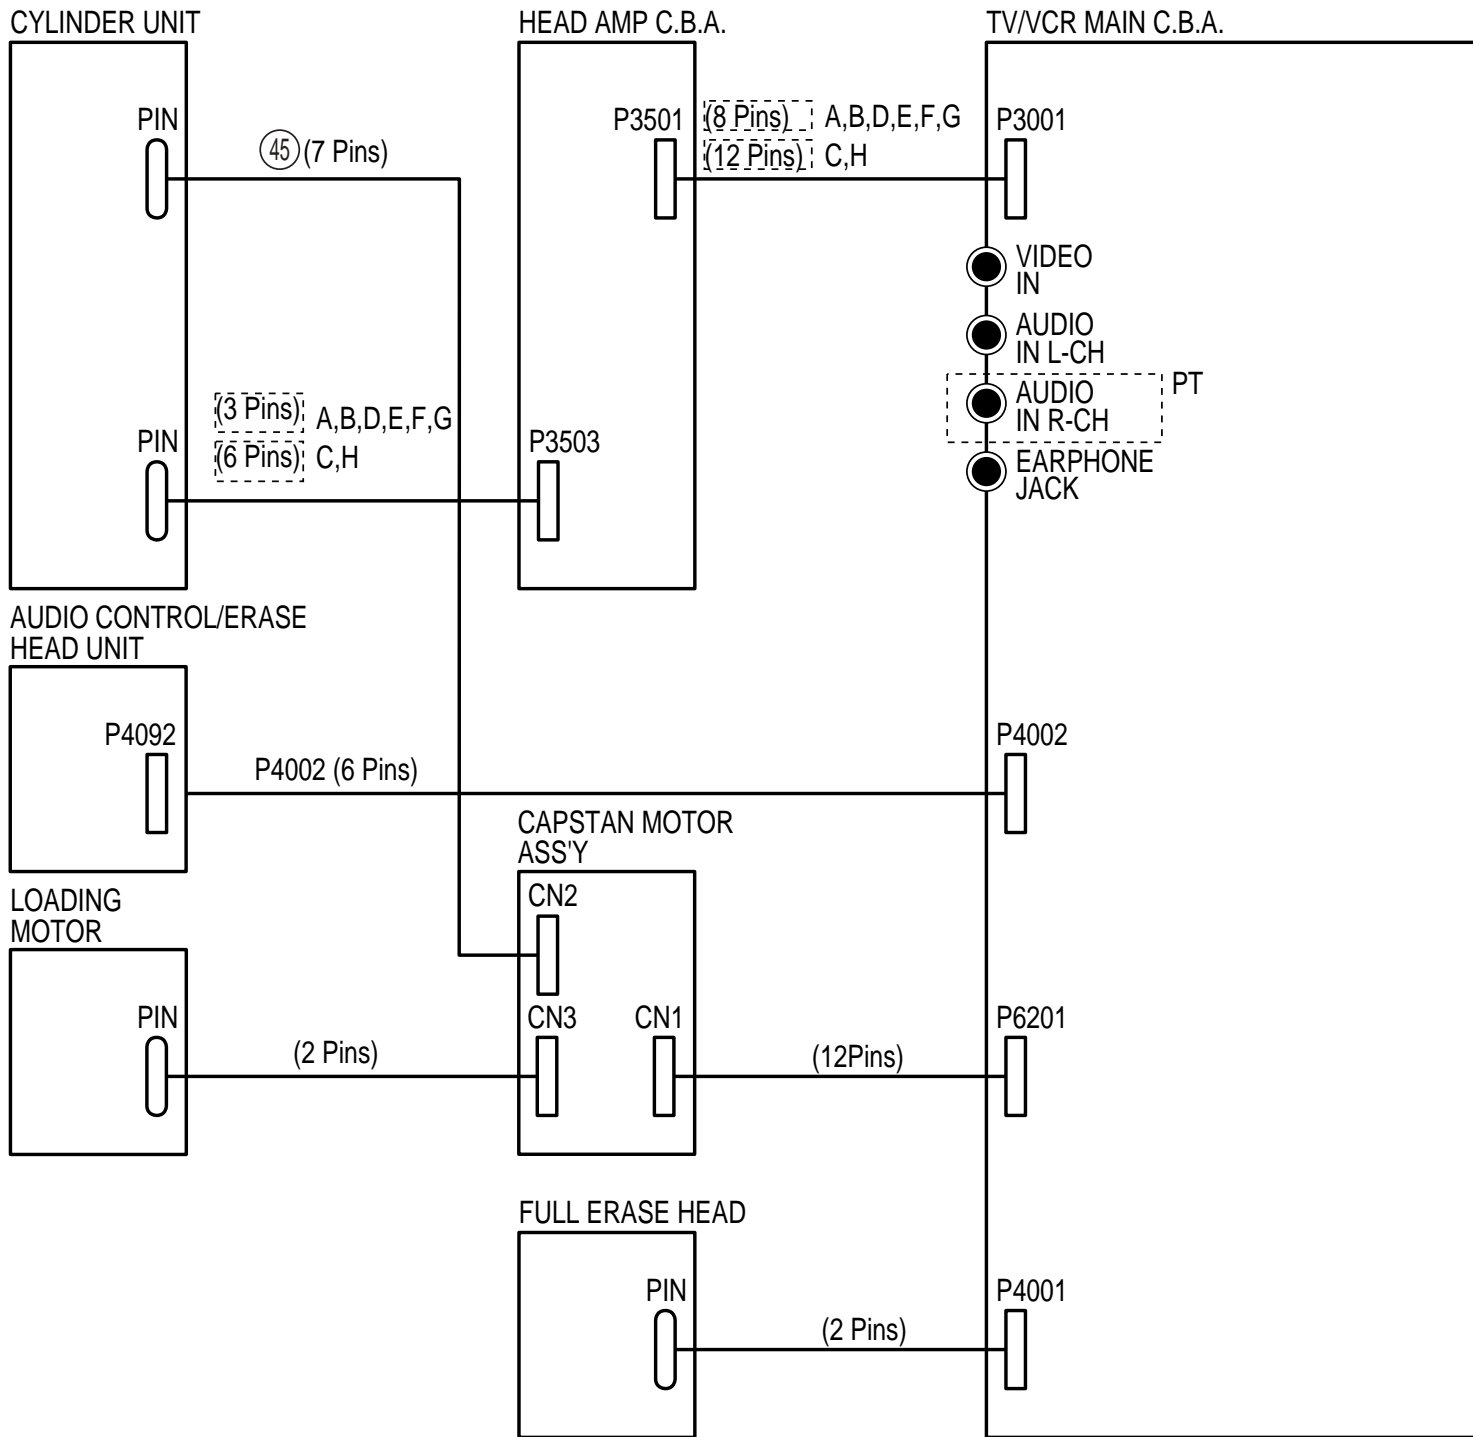 CYLINDER UNIT
HEAD AMP C.B.A.
TV/VCR MAIN C.B.A.
PIN
45 (7 Pins)
P3501
(8 Pins) A,B,D,E,F,G
(12 Pins) C,H
P3001
VIDEO
IN
AUDIO
IN L-CH
AUDIO
IN R-CH
PT
EARPHONE
JACK
PIN
(3 Pins) A,B,D,E,F,G
(6 Pins) C,H
P3503
AUDIO CONTROL/ERASE
HEAD UNIT
P4092
P4002 (6 Pins)
P4002
CAPSTAN MOTOR
ASS'Y
CN2
LOADING
MOTOR
PIN
(2 Pins)
CN3
CN1
(12Pins)
P6201
FULL ERASE HEAD
PIN
(2 Pins)
P4001